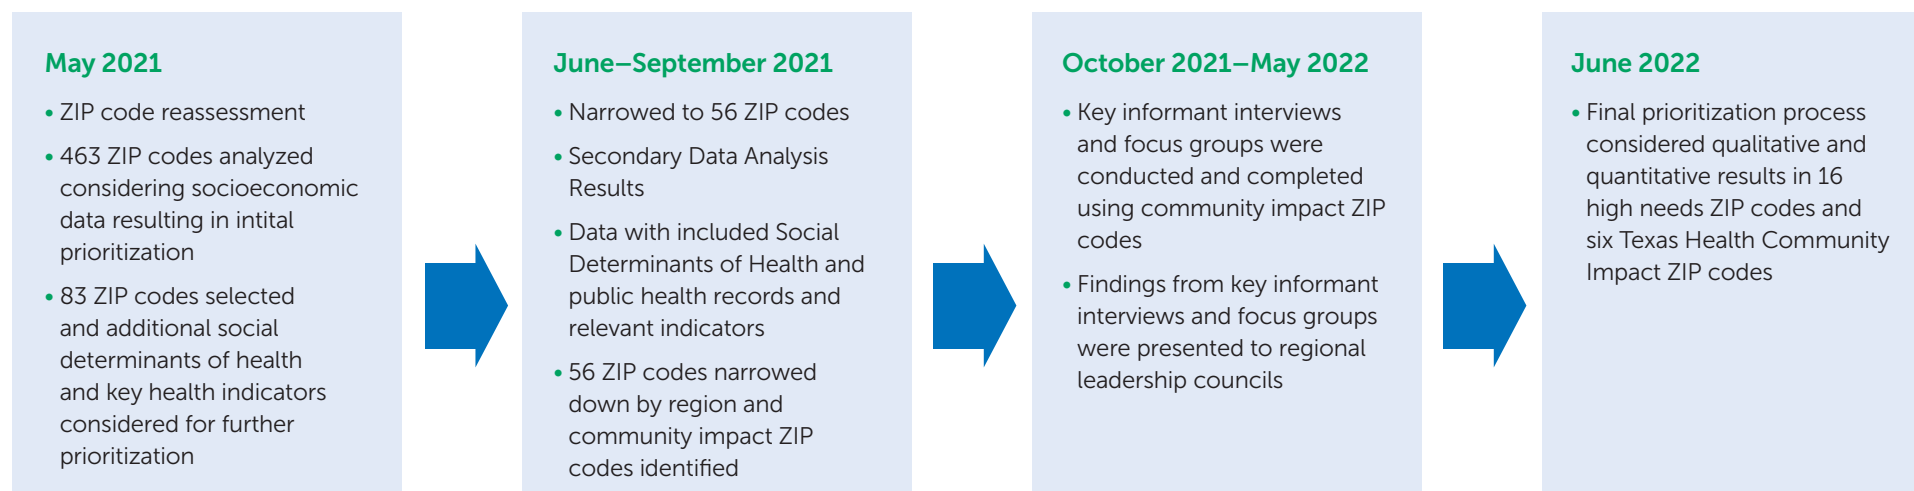 May 2021
• ZIP code reassessment
• 463 ZIP codes analyzed
considering socioeconomic
data resulting in intital
prioritization
• 83 ZIP codes selected
and additional social
determinants of health
and key health indicators
considered for further
prioritization
June–September 2021
• Narrowed to 56 ZIP codes
• Secondary Data Analysis
Results
• Data with included Social
Determinants of Health and
public health records and
relevant indicators
• 56 ZIP codes narrowed
down by region and
community impact ZIP
codes identified
October 2021–May 2022
• Key informant interviews
and focus groups were
conducted and completed
using community impact ZIP
codes
• Findings from key informant
interviews and focus groups
were presented to regional
leadership councils
June 2022
• Final prioritization process
considered qualitative and
quantitative results in 16
high needs ZIP codes and
six Texas Health Community
Impact ZIP codes